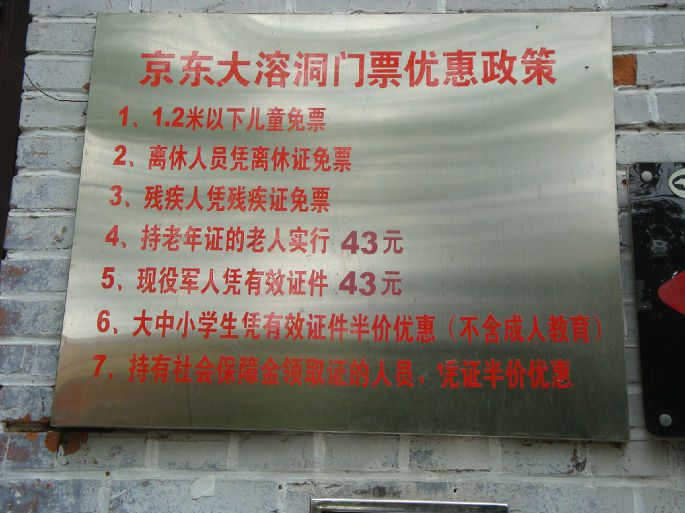 京东大溶洞门票优惠政策
1、1.2米以下儿童免票
2、离休人员凭离休证免票
3、残疾人凭残疾证免票
4、持老年证的老人实行 43元
5、现役军人凭有效证件 43元
6、大中小学生凭有效证件半价优惠（不含成人教育）
7、持有社会保障金领取证的人员，凭证半价优惠